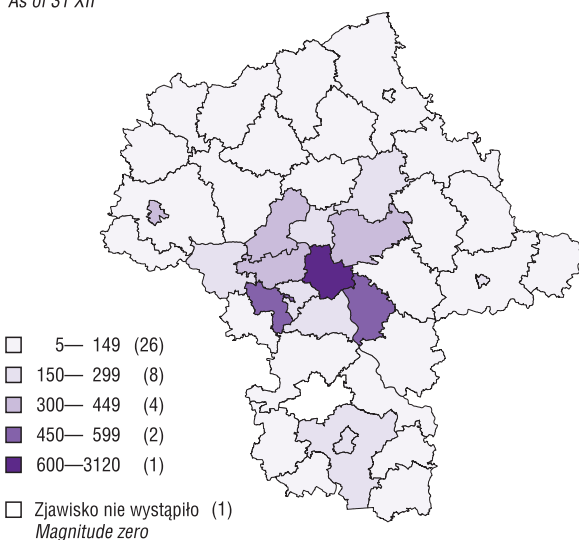 As of 31 XII
5— 149 (26)
150— 299 (8)
300— 449 (4)
450— 599 (2)
600—3120 (1)
Zjawisko nie wystąpiło (1)
Magnitude zero